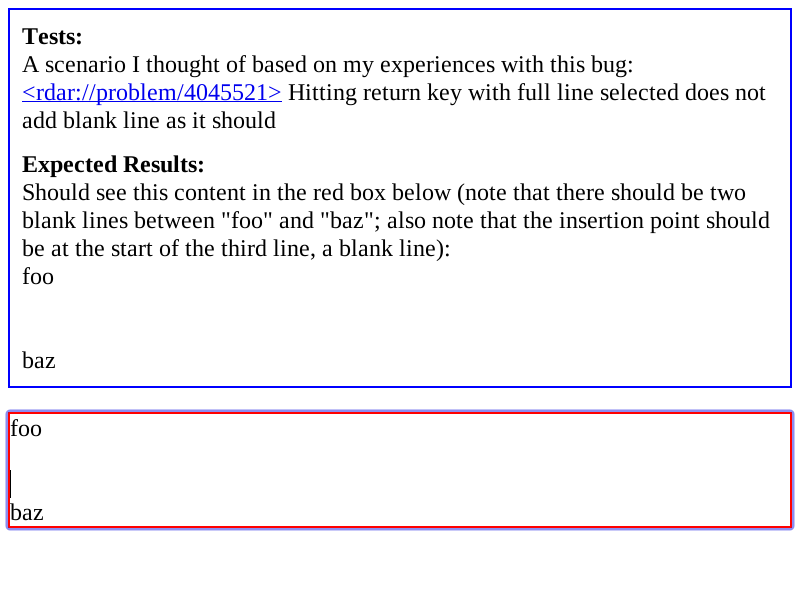 Tests:
A scenario I thought of based on my experiences with this bug:
<rdar://problem/4045521> Hitting return key with full line selected does not
add blank line as it should
Expected Results:
Should see this content in the red box below (note that there should be two
blank lines between "foo" and "baz"; also note that the insertion point should
be at the start of the third line, a blank line):
foo
baz
foo
baz